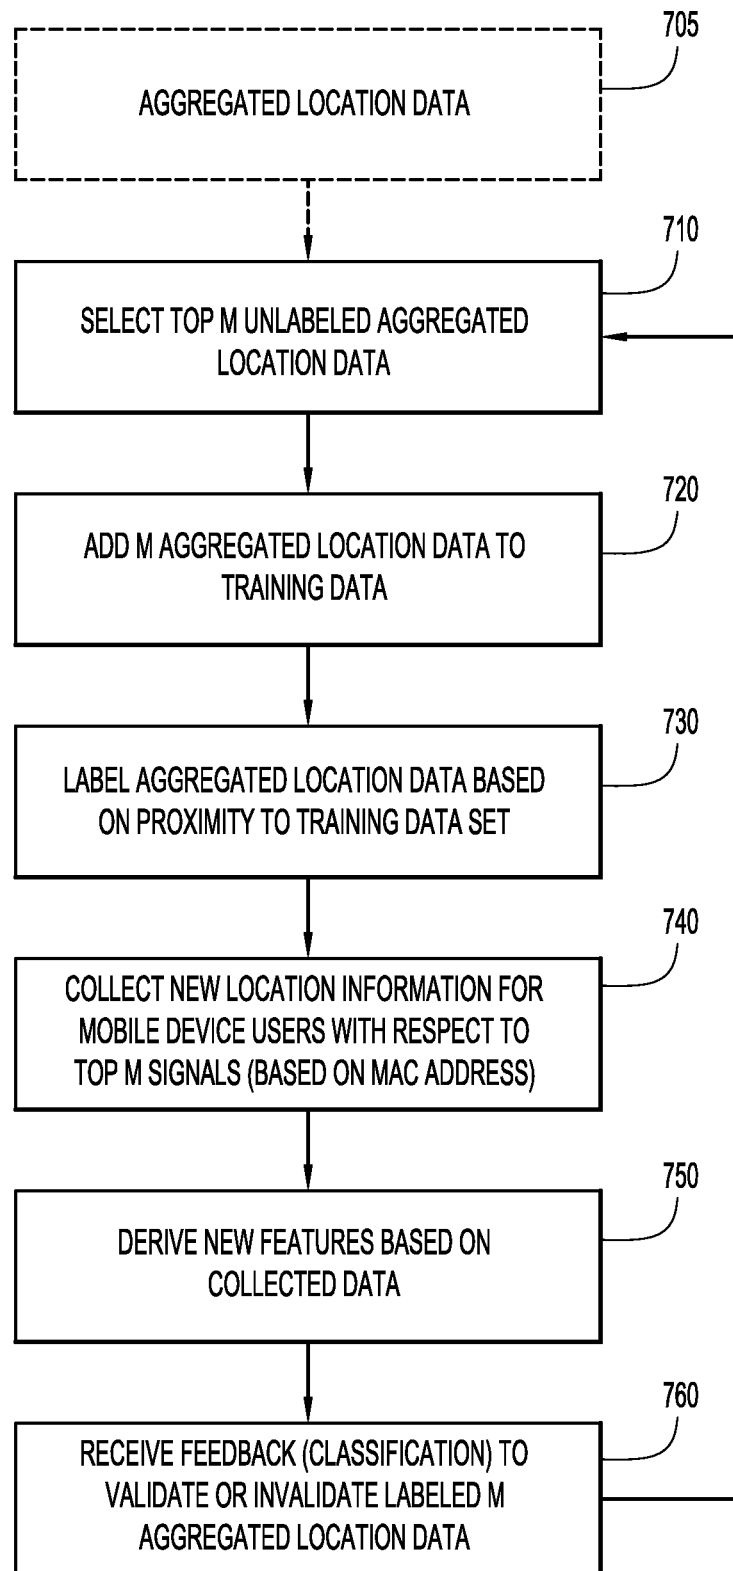 705
AGGREGATED LOCATION DATA
710
SELECT TOP M UNLABELED AGGREGATED
LOCATION DATA
720
ADD M AGGREGATED LOCATION DATA TO
TRAINING DATA
730
LABEL AGGREGATED LOCATION DATA BASED
ON PROXIMITY TO TRAINING DATA SET
740
COLLECT NEW LOCATION INFORMATION FOR
MOBILE DEVICE USERS WITH RESPECT TO
TOP M SIGNALS (BASED ON MAC ADDRESS)
750
DERIVE NEW FEATURES BASED ON
COLLECTED DATA
760
RECEIVE FEEDBACK (CLASSIFICATION) TO
VALIDATE OR INVALIDATE LABELED M
AGGREGATED LOCATION DATA